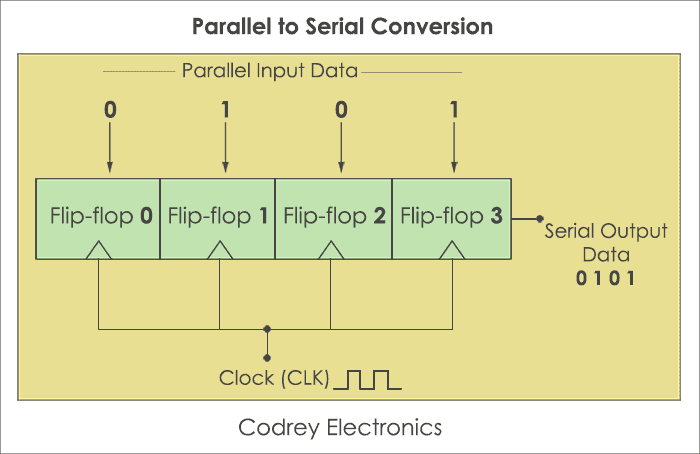 Parallel to Serial Conversion
Parallel Input Data
0 1 0 1
Flip-flop 0 Flip-flop 1 Flip-flop 2 Flip-flop 3
Serial Output
Data
0 1 0 1
Clock (CLK)
Codrey Electronics